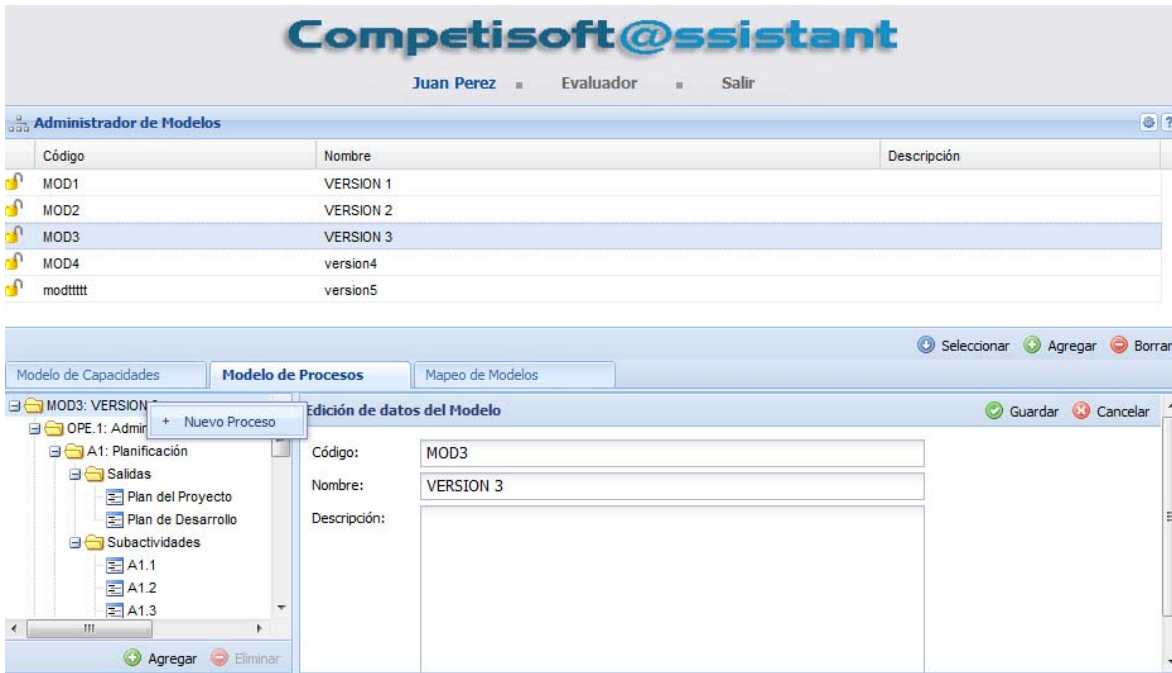 Competisoft@ssistant
Juan Perez Evaluador Salir
Administrador de Modelos
Código Nombre Descripción
MOD1 VERSION 1
MOD2 VERSION 2
MOD3 VERSION 3
MOD4 version4
modttttt version5
Seleccionar Agregar Borrar
Modelo de Capacidades Modelo de Procesos Mapeo de Modelos
MOD3: VERSION
+ Nuevo Proceso
OPE.1: Admin
A1: Planificación
Salidas
Plan del Proyecto
Plan de Desarrollo
Subactividades
A1.1
A1.2
A1.3
Agregar Eliminar
Edición de datos del Modelo Guardar Cancelar
Código: MOD3
Nombre: VERSION 3
Descripción: